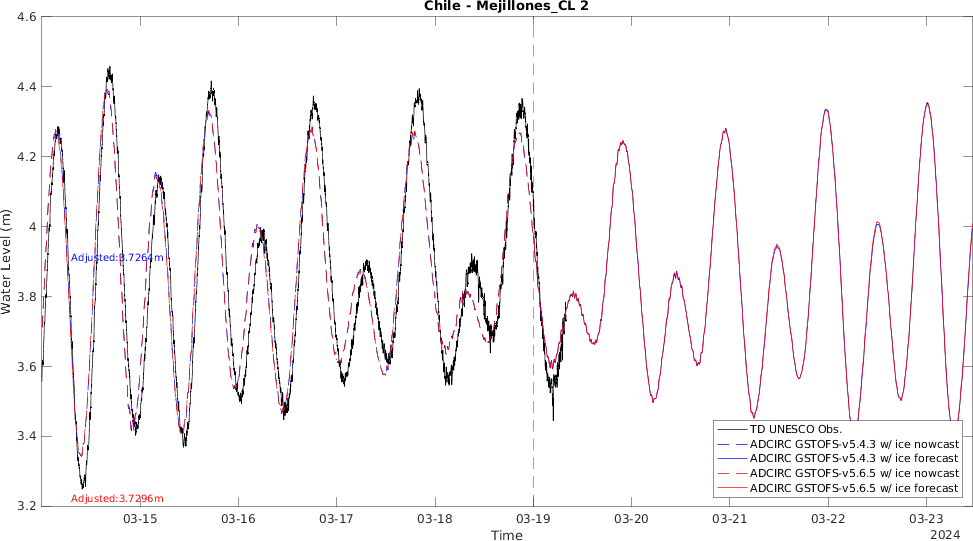 Chile - Mejillones_CL 2
Water Level (m)
4.6
4.4
4.2
4
3.8
3.6
3.4
3.2
Adjusted:3.7264m
Adjusted:3.7296m
TD UNESCO Obs.
ADCIRC GSTOFS-v5.4.3 w/ ice nowcast
ADCIRC GSTOFS-v5.4.3 w/ ice forecast
ADCIRC GSTOFS-v5.6.5 w/ ice nowcast
ADCIRC GSTOFS-v5.6.5 w/ ice forecast
03-15 03-16 03-17 03-18 03-19 03-20 03-21 03-22 03-23
Time
2024